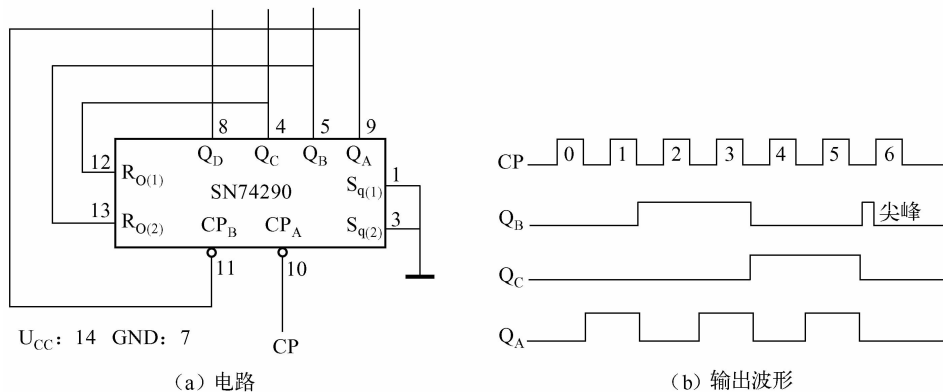 8 4 5 9
Q_D Q_C Q_B Q_A
12 R_O(1)
S_q(1) 1
SN74290
13 R_O(2)
CP_B CP_A
S_q(2) 3
11 10
U_CC：14 GND：7
CP
（a）电路
CP 0 1 2 3 4 5 6
Q_B 尖峰
Q_C
Q_A
（b）输出波形